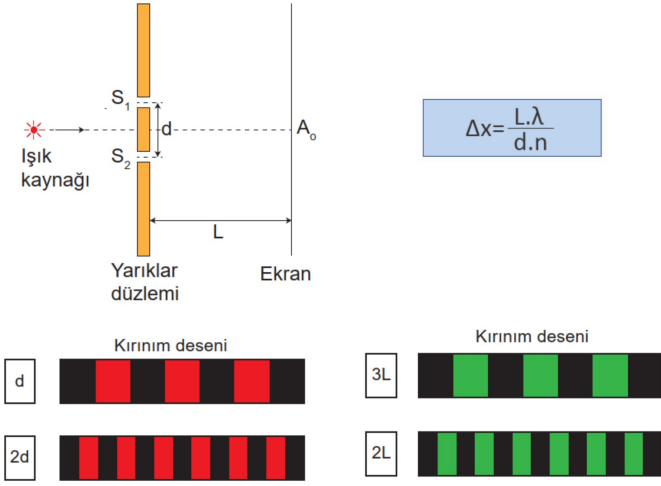 S₁
d
S₂
Işık
kaynağı
Aₒ
L
Yarıklar
düzlemi
Ekran
Δx=L.λ/d.n
Kırınım deseni
d
2d
Kırınım deseni
3L
2L